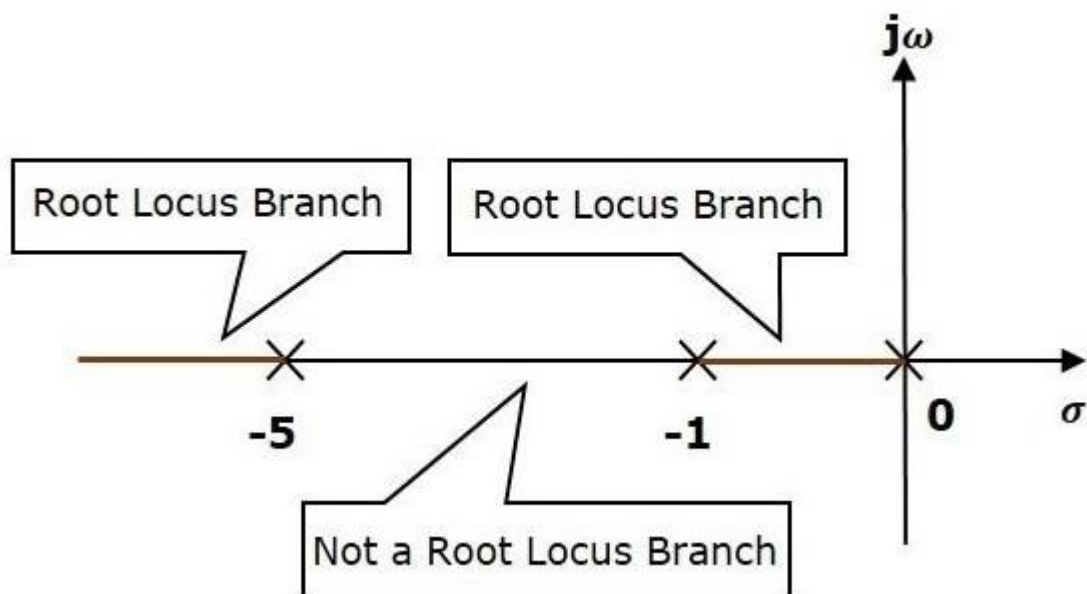 jω
Root Locus Branch
Root Locus Branch
-5
-1
0
σ
Not a Root Locus Branch